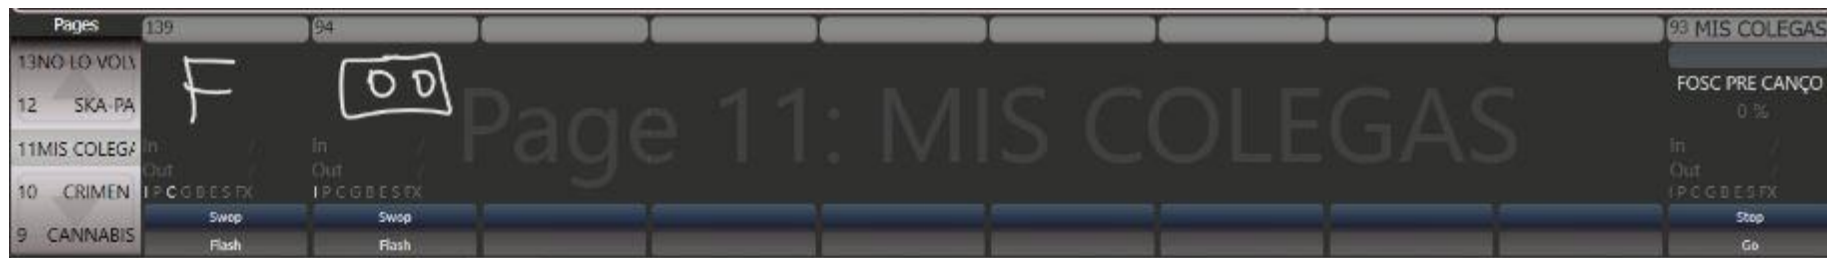 Pages
13NO LO VOLV
12 SKA-PA
11MIS COLEGA
10 CRIMEN
9 CANNABIS
139
F
In /
Out /
I P C G B E S FX
Swop
Flash
94
00
In /
Out /
I P C G B E S FX
Swop
Flash
Page 11: MIS COLEGAS
93 MIS COLEGAS
FOSC PRE CANÇO
0 %
In /
Out /
I P C G B E S FX
Stop
Go